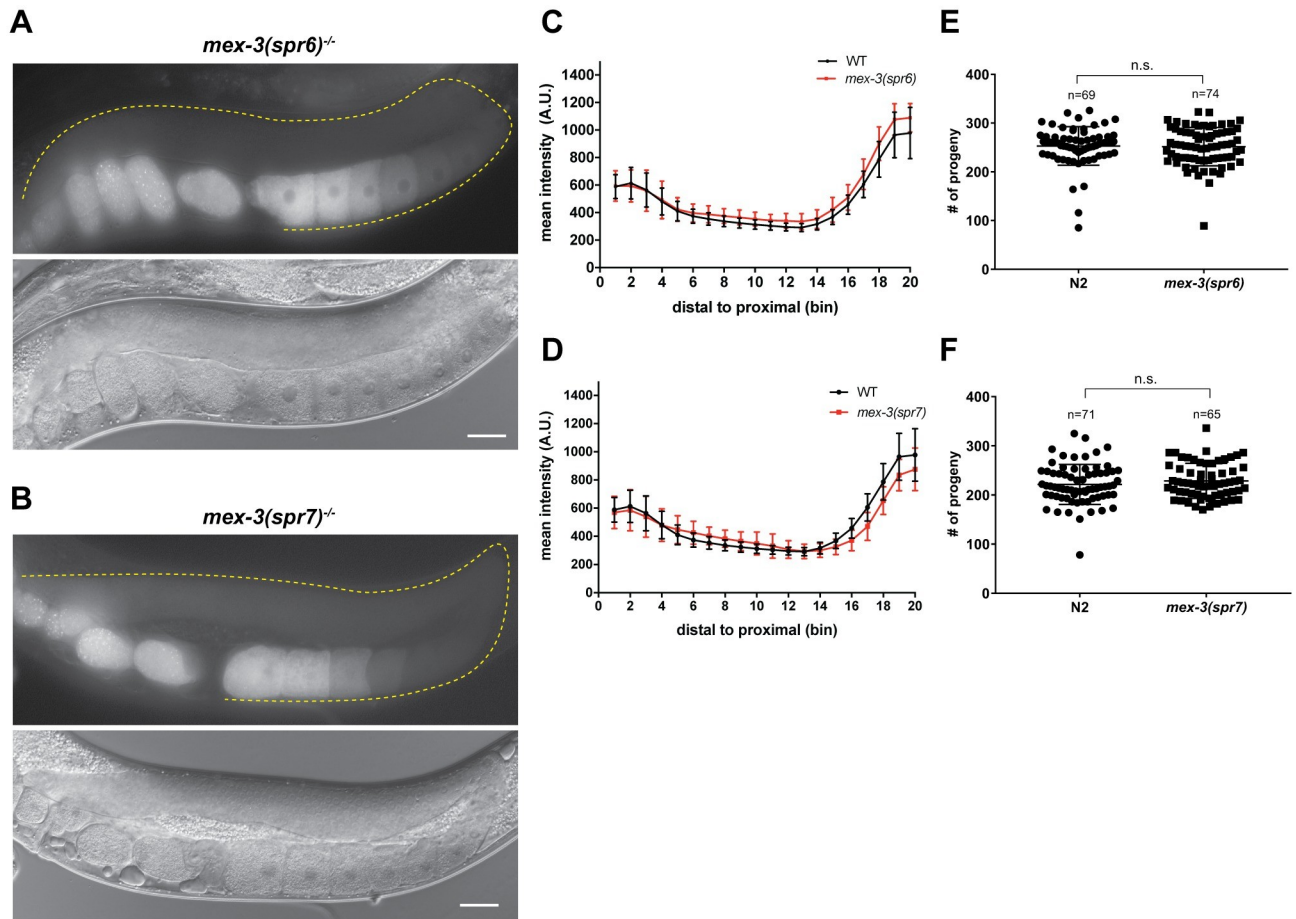 A
mex-3(spr6)-/-
B
mex-3(spr7)-/-
C
WT
mex-3(spr6)
1400
1200
1000
800
600
400
200
0
mean intensity (A.U.)
0 2 4 6 8 10 12 14 16 18 20
distal to proximal (bin)
D
WT
mex-3(spr7)
1400
1200
1000
800
600
400
200
0
mean intensity (A.U.)
0 2 4 6 8 10 12 14 16 18 20
distal to proximal (bin)
E
n.s.
n=69 n=74
400
300
200
100
0
# of progeny
N2 mex-3(spr6)
F
n.s.
n=71 n=65
400
300
200
100
0
# of progeny
N2 mex-3(spr7)